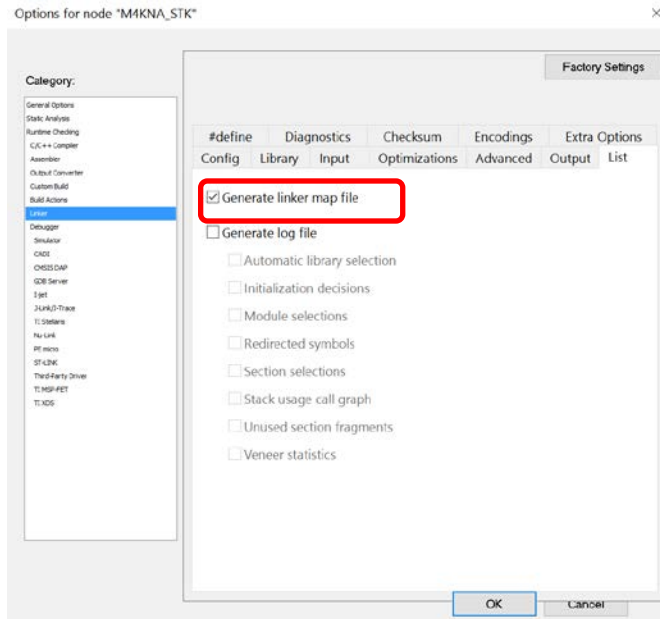 Options for node "M4KNA_STK"
Category:
General Options
Static Analysis
Runtime Checking
C/C++ Compiler
Assembler
Output Converter
Custom Build
Build Actions
Linker
Debugger
Simulator
CADI
CMSIS DAP
GDB Server
I-jet
J-Link/J-Trace
TI Stellaris
Nu-Link
PE micro
ST-LINK
Third-Party Driver
TI MSP-FET
TI XDS
Factory Settings
#define Diagnostics Checksum Encodings Extra Options
Config Library Input Optimizations Advanced Output List
Generate linker map file
Generate log file
Automatic library selection
Initialization decisions
Module selections
Redirected symbols
Section selections
Stack usage call graph
Unused section fragments
Veneer statistics
OK Cancel